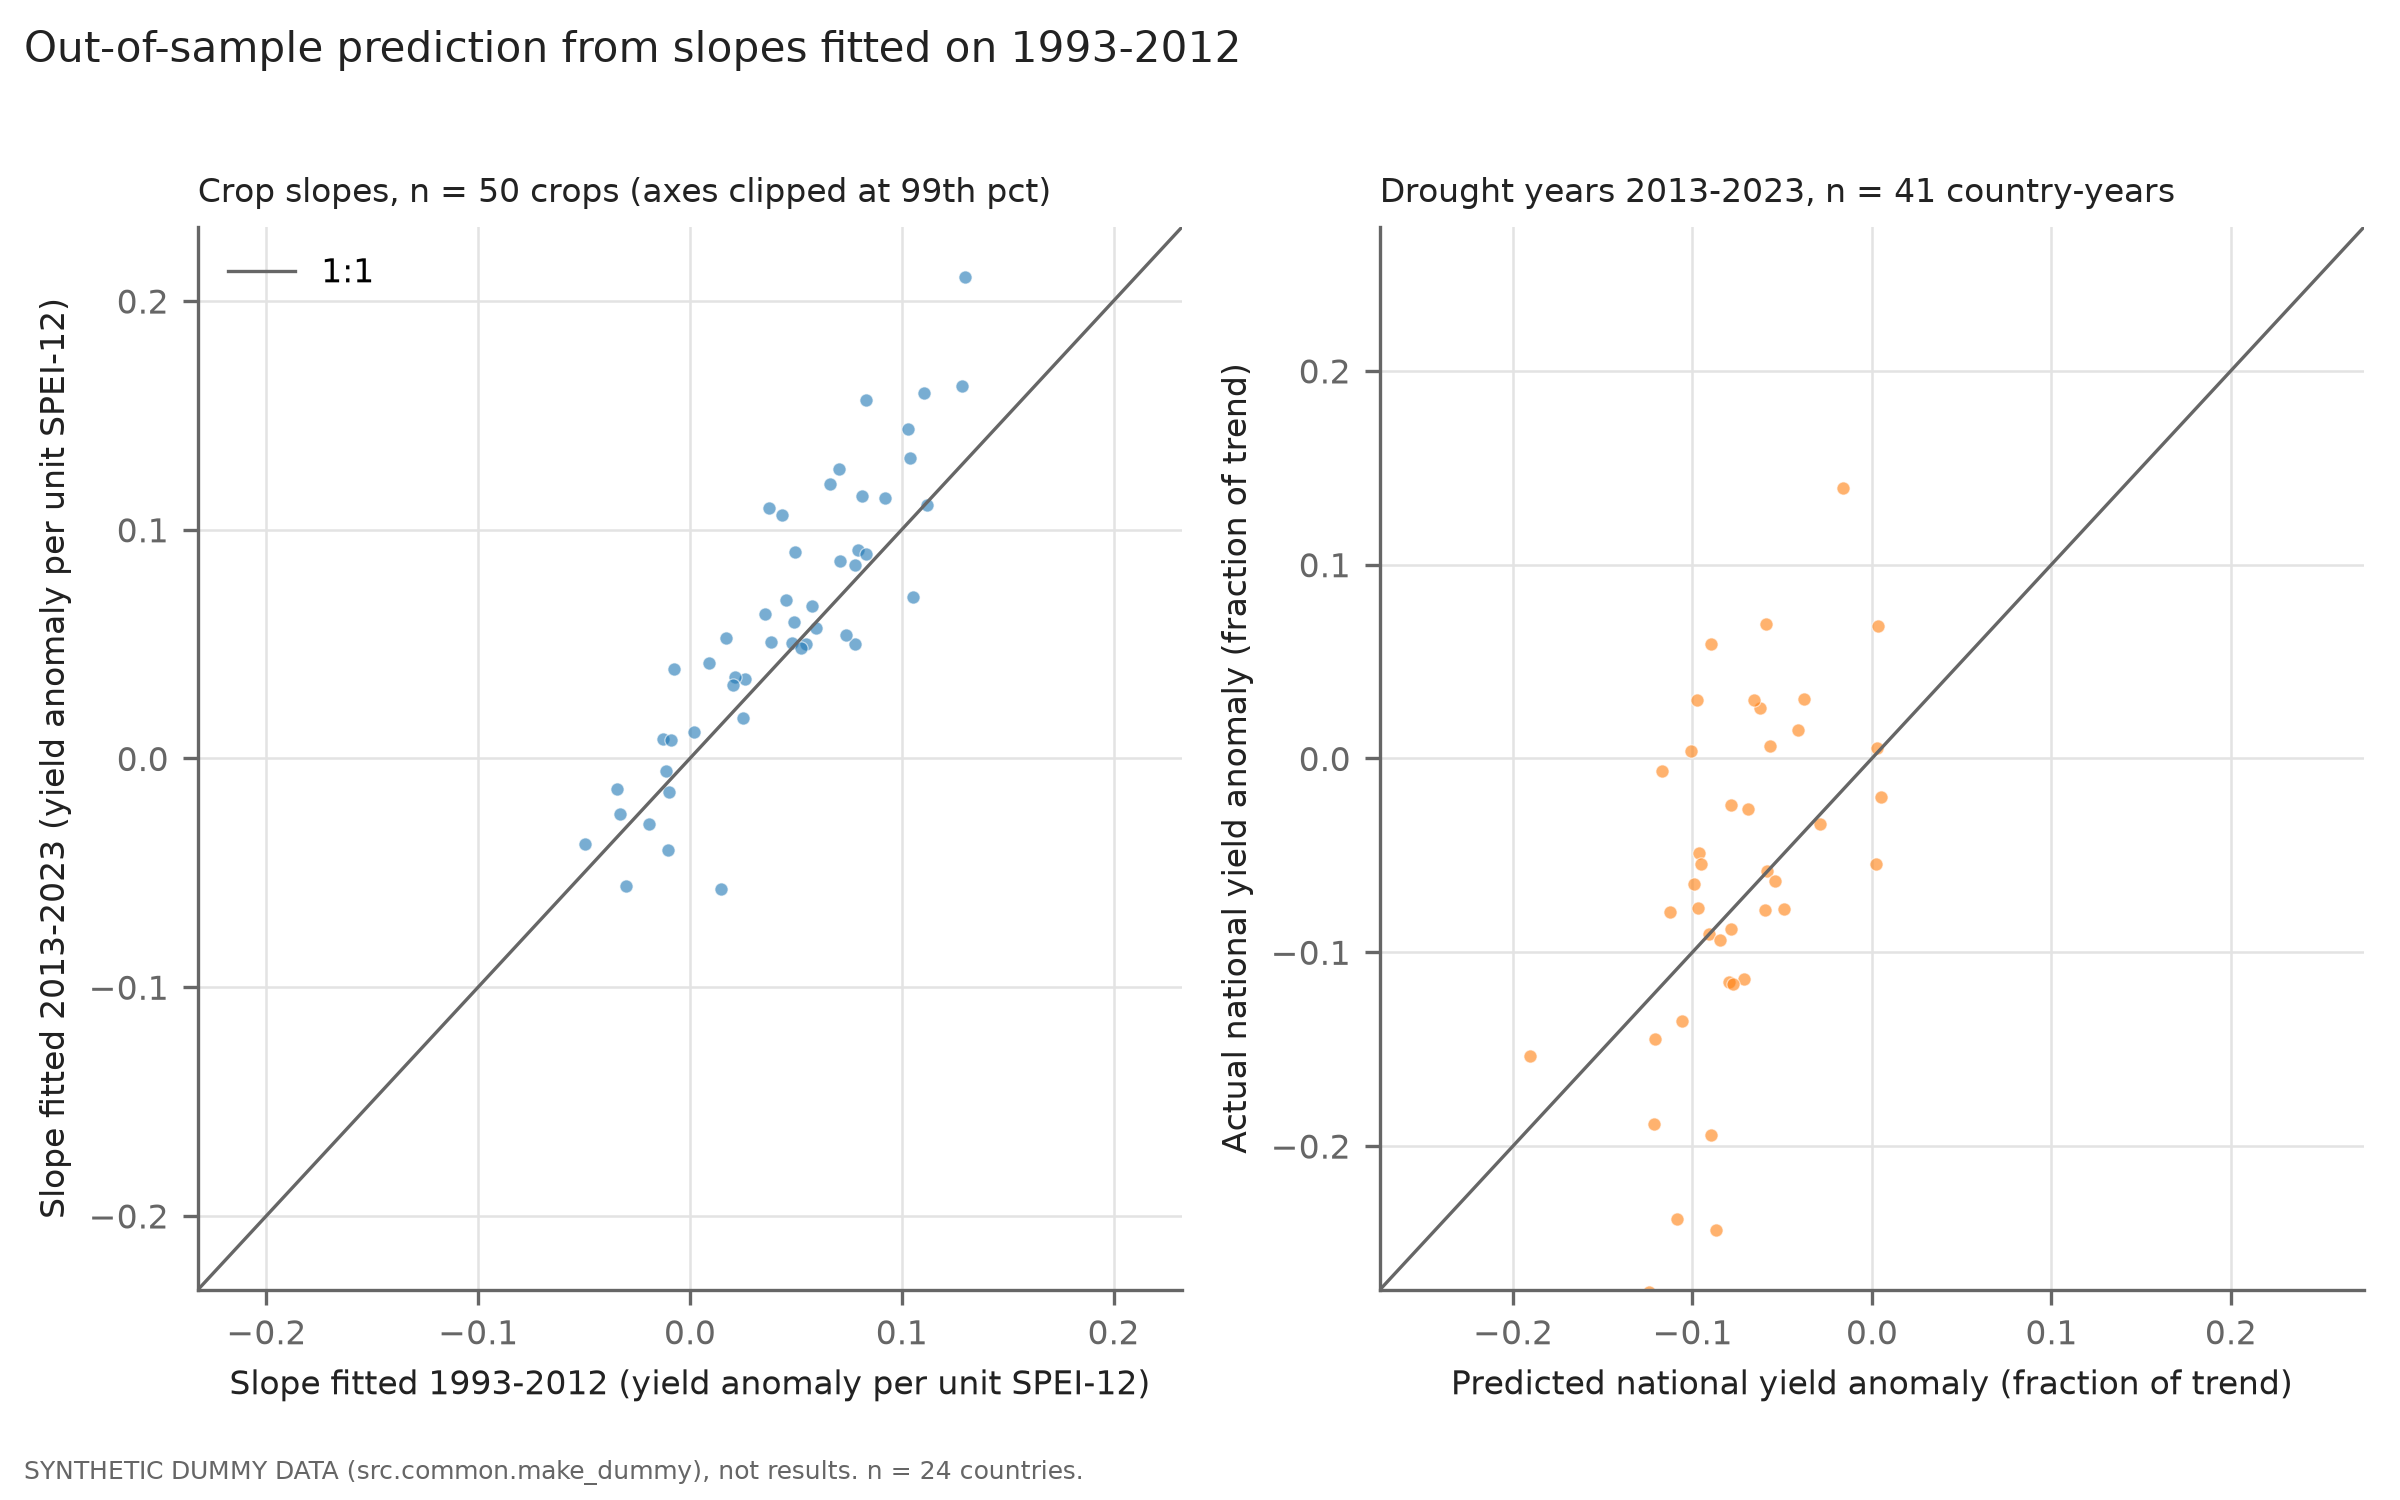 Out-of-sample prediction from slopes fitted on 1993-2012
Crop slopes, n = 50 crops (axes clipped at 99th pct)
1:1
Slope fitted 2013-2023 (yield anomaly per unit SPEI-12)
0.2
0.1
0.0
−0.1
−0.2
−0.2
−0.1
0.0
0.1
0.2
Slope fitted 1993-2012 (yield anomaly per unit SPEI-12)
Drought years 2013-2023, n = 41 country-years
Actual national yield anomaly (fraction of trend)
0.2
0.1
0.0
−0.1
−0.2
−0.2
−0.1
0.0
0.1
0.2
Predicted national yield anomaly (fraction of trend)
SYNTHETIC DUMMY DATA (src.common.make_dummy), not results. n = 24 countries.